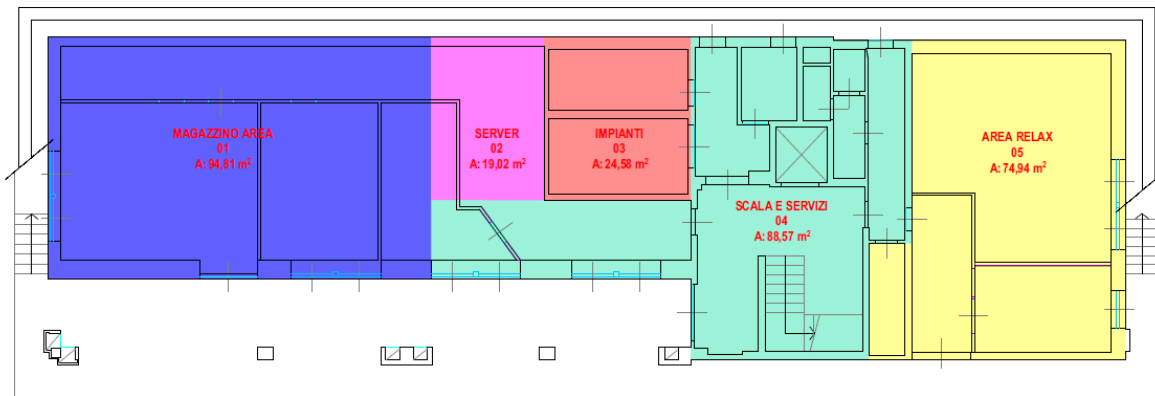 MAGAZZINO AREA
01
A: 94,81 m²
SERVER
02
A: 19,02 m²
IMPIANTI
03
A: 24,58 m²
SCALA E SERVIZI
04
A: 88,57 m²
AREA RELAX
05
A: 74,94 m²